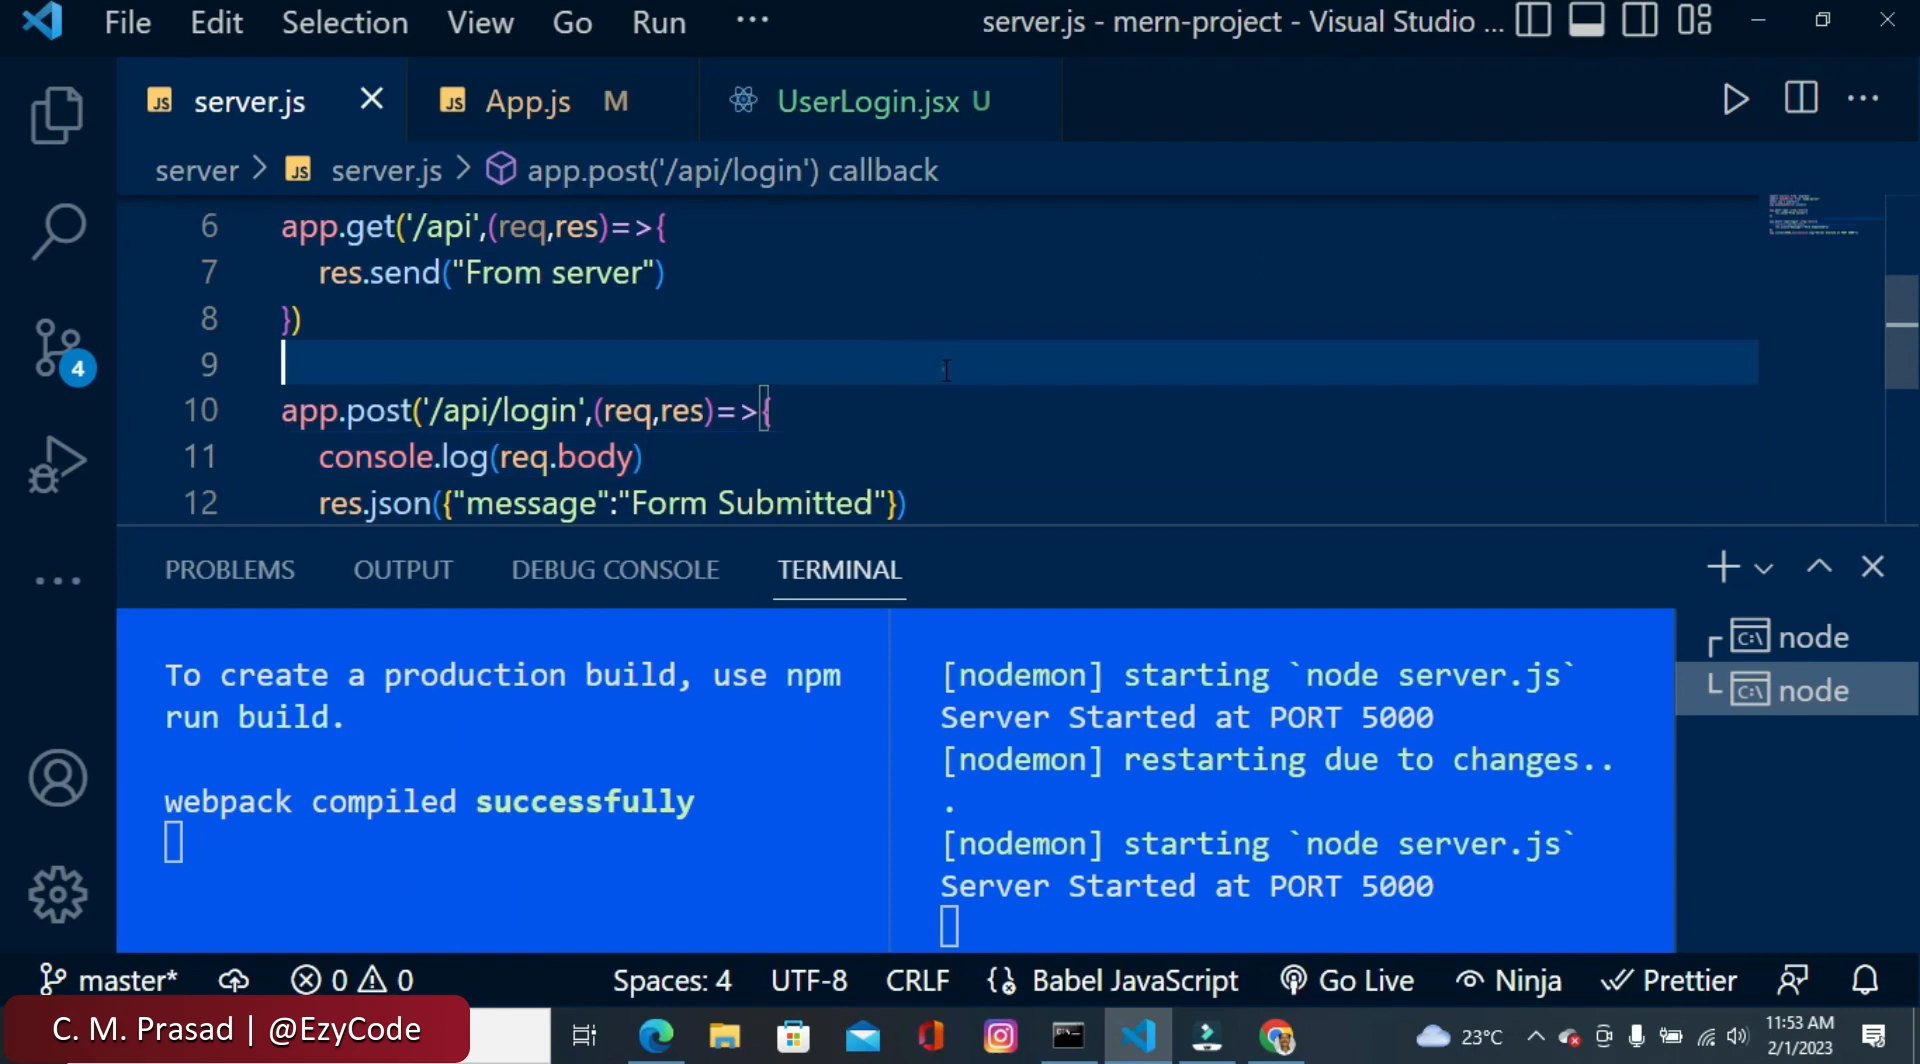 File Edit Selection View Go Run ···
server.js - mern-project - Visual Studio ...
JS server.js
JS App.js M
UserLogin.jsx U
server > JS server.js > app.post('/api/login') callback
6 app.get('/api',(req,res)=>{
7 res.send("From server")
8 })
9
10 app.post('/api/login',(req,res)=>{
11 console.log(req.body)
12 res.json({"message":"Form Submitted"})
4
PROBLEMS OUTPUT DEBUG CONSOLE TERMINAL
To create a production build, use npm
run build.
webpack compiled successfully
[nodemon] starting `node server.js`
Server Started at PORT 5000
[nodemon] restarting due to changes..
.
[nodemon] starting `node server.js`
Server Started at PORT 5000
node
node
master* 0 0 Spaces: 4 UTF-8 CRLF Babel JavaScript Go Live Ninja Prettier
C. M. Prasad | @EzyCode
23°C
11:53 AM
2/1/2023